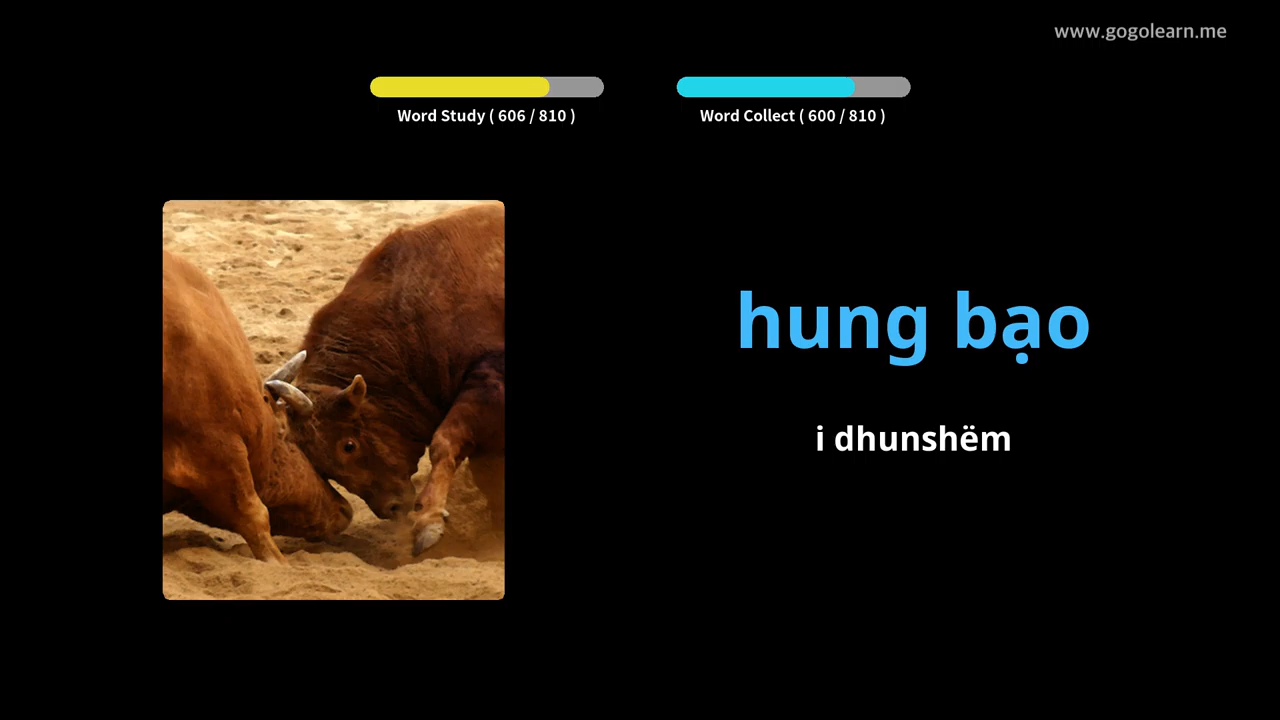 www.gogolearn.me
Word Study ( 606 / 810 )
Word Collect ( 600 / 810 )
hung bạo
i dhunshëm